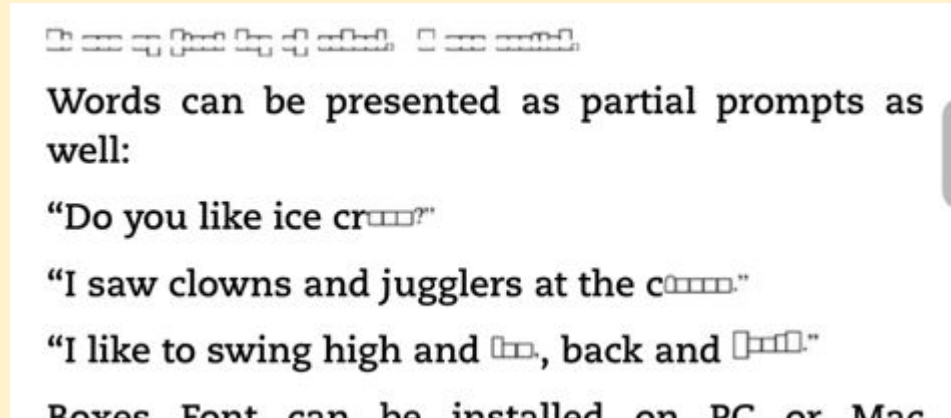 Words can be presented as partial prompts as
well:
“Do you like ice cr□□□?”
“I saw clowns and jugglers at the c□□□□□.”
“I like to swing high and □□□., back and □□□□□.”
Boxes Font can be installed on PC or Mac